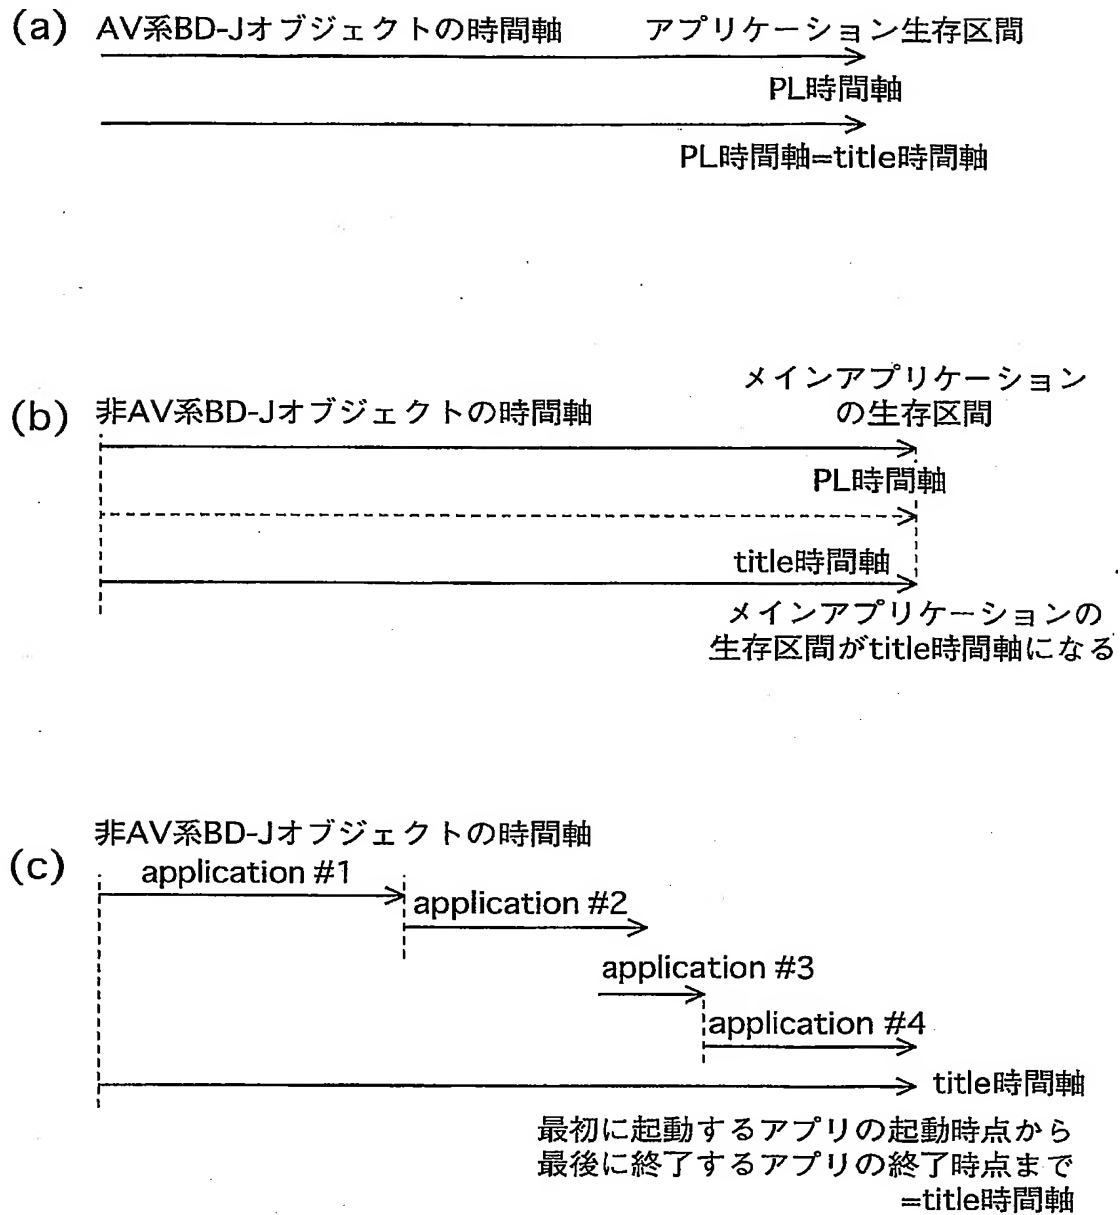 (a) AV系BD-Jオブジェクトの時間軸 アプリケーション生存区間
PL時間軸
PL時間軸=title時間軸
メインアプリケーション
の生存区間
(b) 非AV系BD-Jオブジェクトの時間軸
PL時間軸
title時間軸
メインアプリケーションの
生存区間がtitle時間軸になる
非AV系BD-Jオブジェクトの時間軸
(c)
application #1
application #2
application #3
application #4
title時間軸
最初に起動するアプリの起動時点から
最後に終了するアプリの終了時点まで
=title時間軸